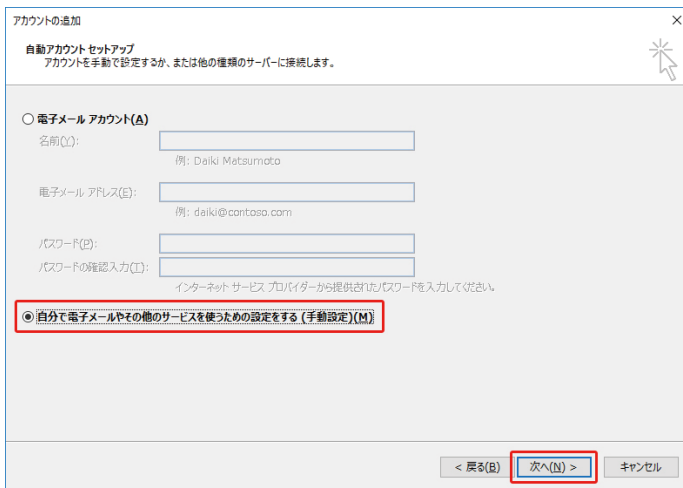 アカウントの追加
自動アカウント セットアップ
アカウントを手動で設定するか、または他の種類のサーバーに接続します。
電子メール アカウント(A)
名前(Y):
例: Daiki Matsumoto
電子メール アドレス(E):
例: daiki@contoso.com
パスワード(P):
パスワードの確認入力(T):
インターネット サービス プロバイダーから提供されたパスワードを入力してください。
自分で電子メールやその他のサービスを使うための設定をする (手動設定)(M)
< 戻る(B) 次へ(N) > キャンセル